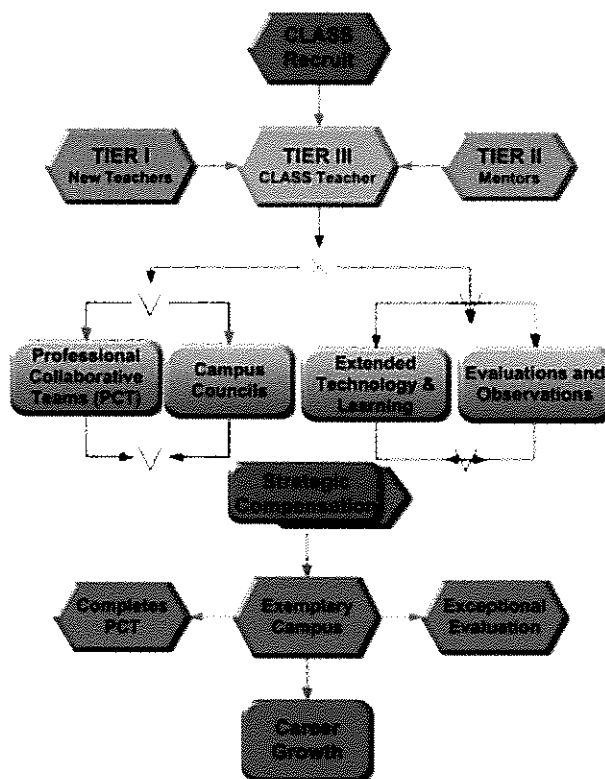 CLASS
Recruit
TIER I
New Teachers
TIER III
CLASS Teacher
TIER II
Mentors
Professional
Collaborative
Teams (PCT)
Campus
Councils
Extended
Technology &
Learning
Evaluations and
Observations
Strategic
Compensation
Completes
PCT
Exemplary
Campus
Exceptional
Evaluation
Career
Growth